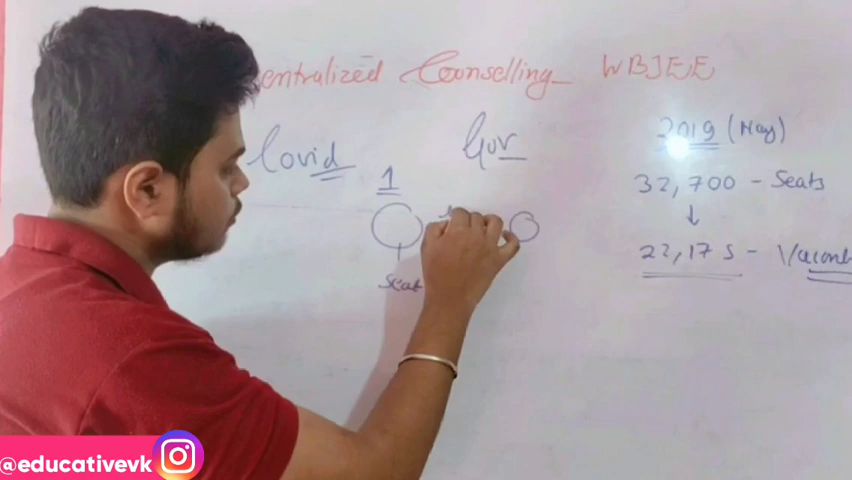 entralized Counselling WBJEE
Covid
Gov
2019 (May)
1
32,700 - Seats
22,175 - Vacant
Seat
@educativevk